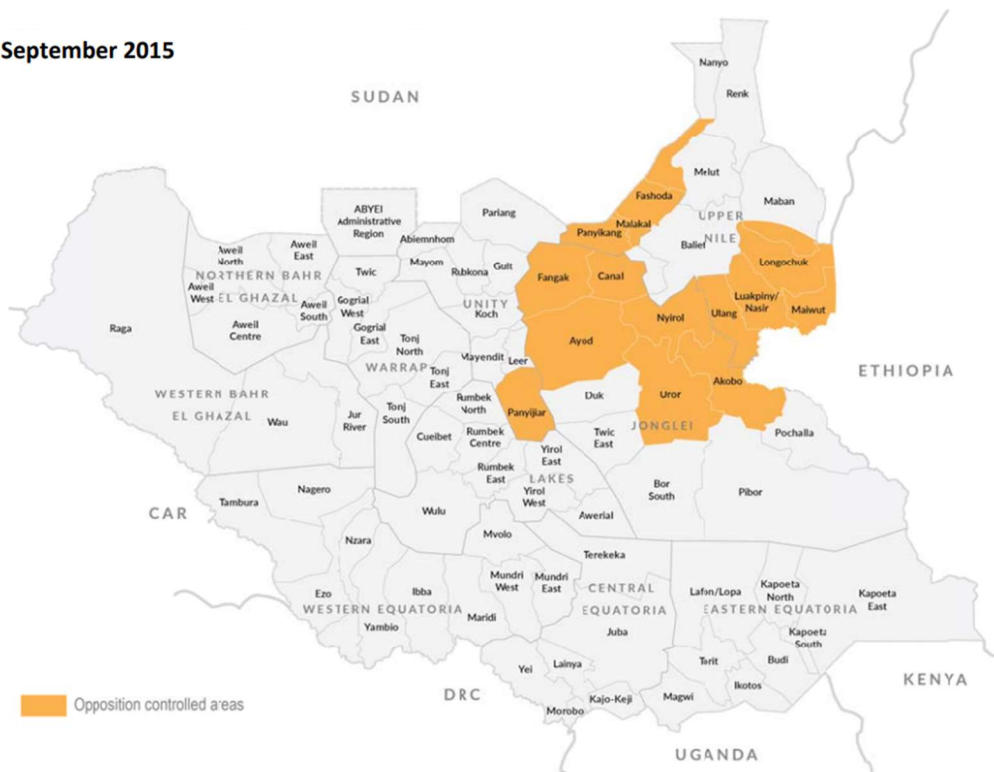 September 2015
SUDAN
Nanyo
Renk
Melut
Maban
Fashoda
UPPER
NILE
Malakal
Panyikang
Baliet
Longochuk
Luakpiny/
Nasir
Maiwut
Ulang
ABYEI
Administrative
Region
Pariang
Abiemnhom
Mayom
Rubkona
Guit
Fangak
Canal
Nyirol
Aweil
North
Aweil
East
NORTHERN BAHR
EL GHAZAL
Aweil
West
Aweil
South
Aweil
Centre
Twic
Gogrial
West
Gogrial
East
Tonj
North
UNITY
Koch
Ayod
Raga
WARRAP
Mayendit
Leer
Tonj
East
ETHIOPIA
Akobo
Uror
Duk
WESTERN BAHR
EL GHAZAL
Wau
Jur
River
Tonj
South
Rumbek
North
Panyijiar
Cueibet
Rumbek
Centre
Twic
East
JONGLEI
Pochalla
Yirol
East
Rumbek
East
LAKES
Yirol
West
Bor
South
Pibor
CAR
Tambura
Nagero
Wulu
Awerial
Mvolo
Nzara
Terekeka
Ezo
WESTERN EQUATORIA
Ibba
Yambio
Maridi
Mundri
West
Mundri
East
CENTRAL
EQUATORIA
Juba
Lafon/Lopa
Kapoeta
North
EASTERN EQUATORIA
Kapoeta
East
Kapoeta
South
Torit
Budi
Ikotos
Magwi
Yei
Lainya
Kajo-Keji
Morobo
DRC
KENYA
UGANDA
Opposition controlled areas